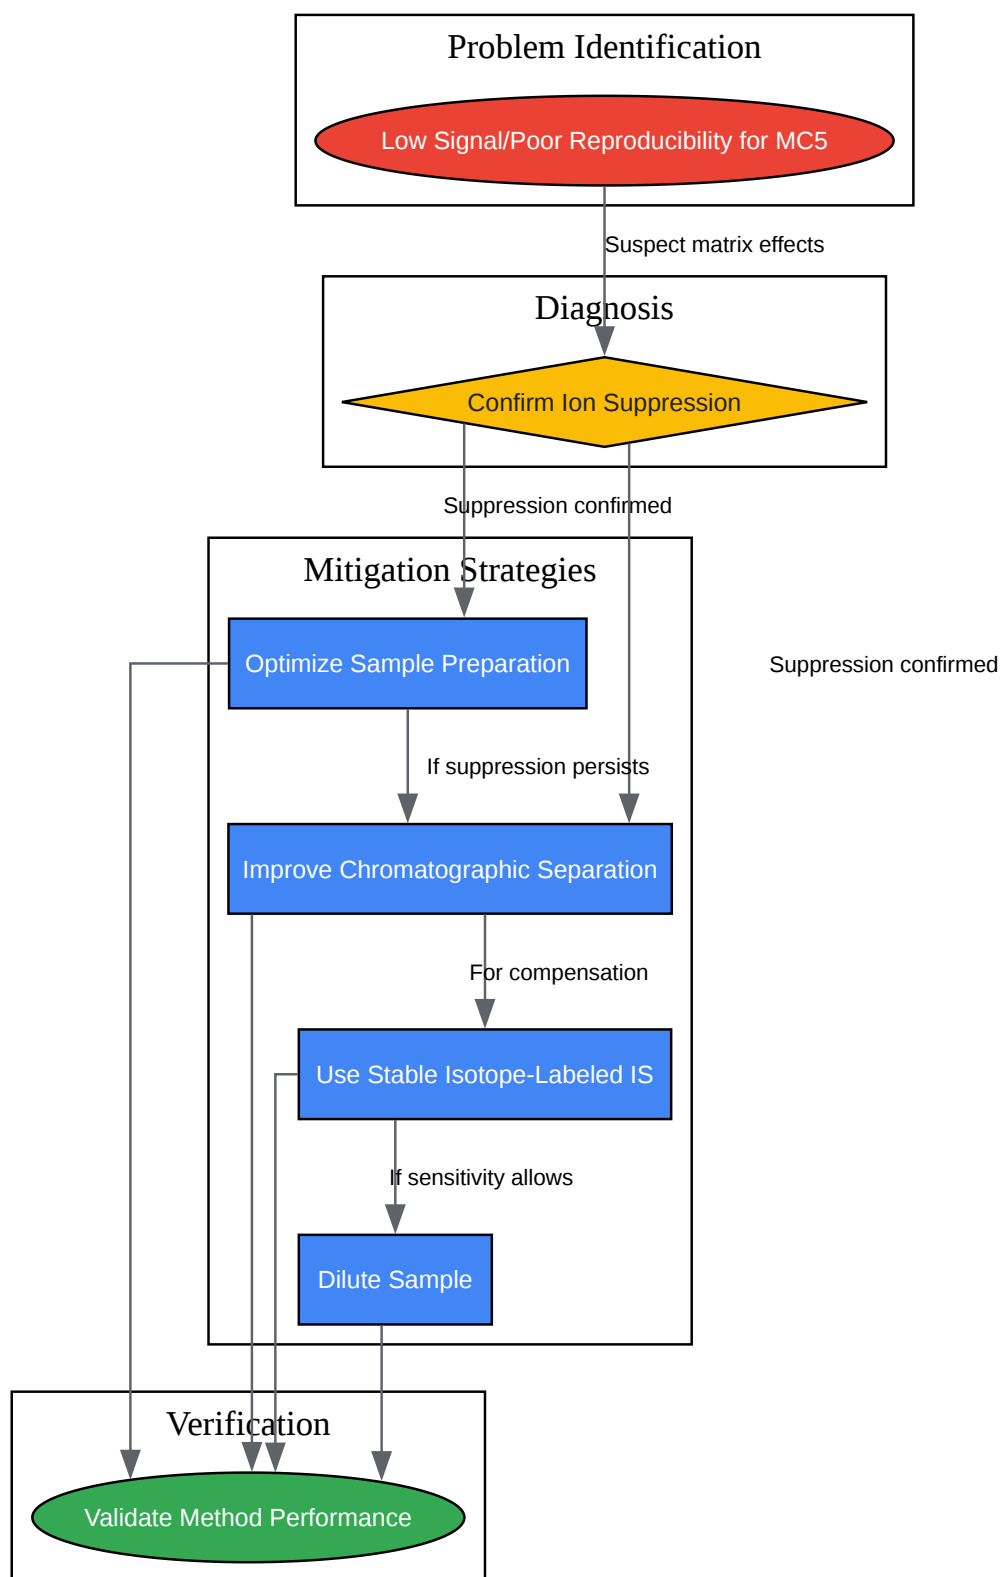 Problem Identification
Low Signal/Poor Reproducibility for MC5
Suspect matrix effects
Diagnosis
Confirm Ion Suppression
Suppression confirmed
Mitigation Strategies
Optimize Sample Preparation
Suppression confirmed
If suppression persists
Improve Chromatographic Separation
For compensation
Use Stable Isotope-Labeled IS
If sensitivity allows
Dilute Sample
Verification
Validate Method Performance